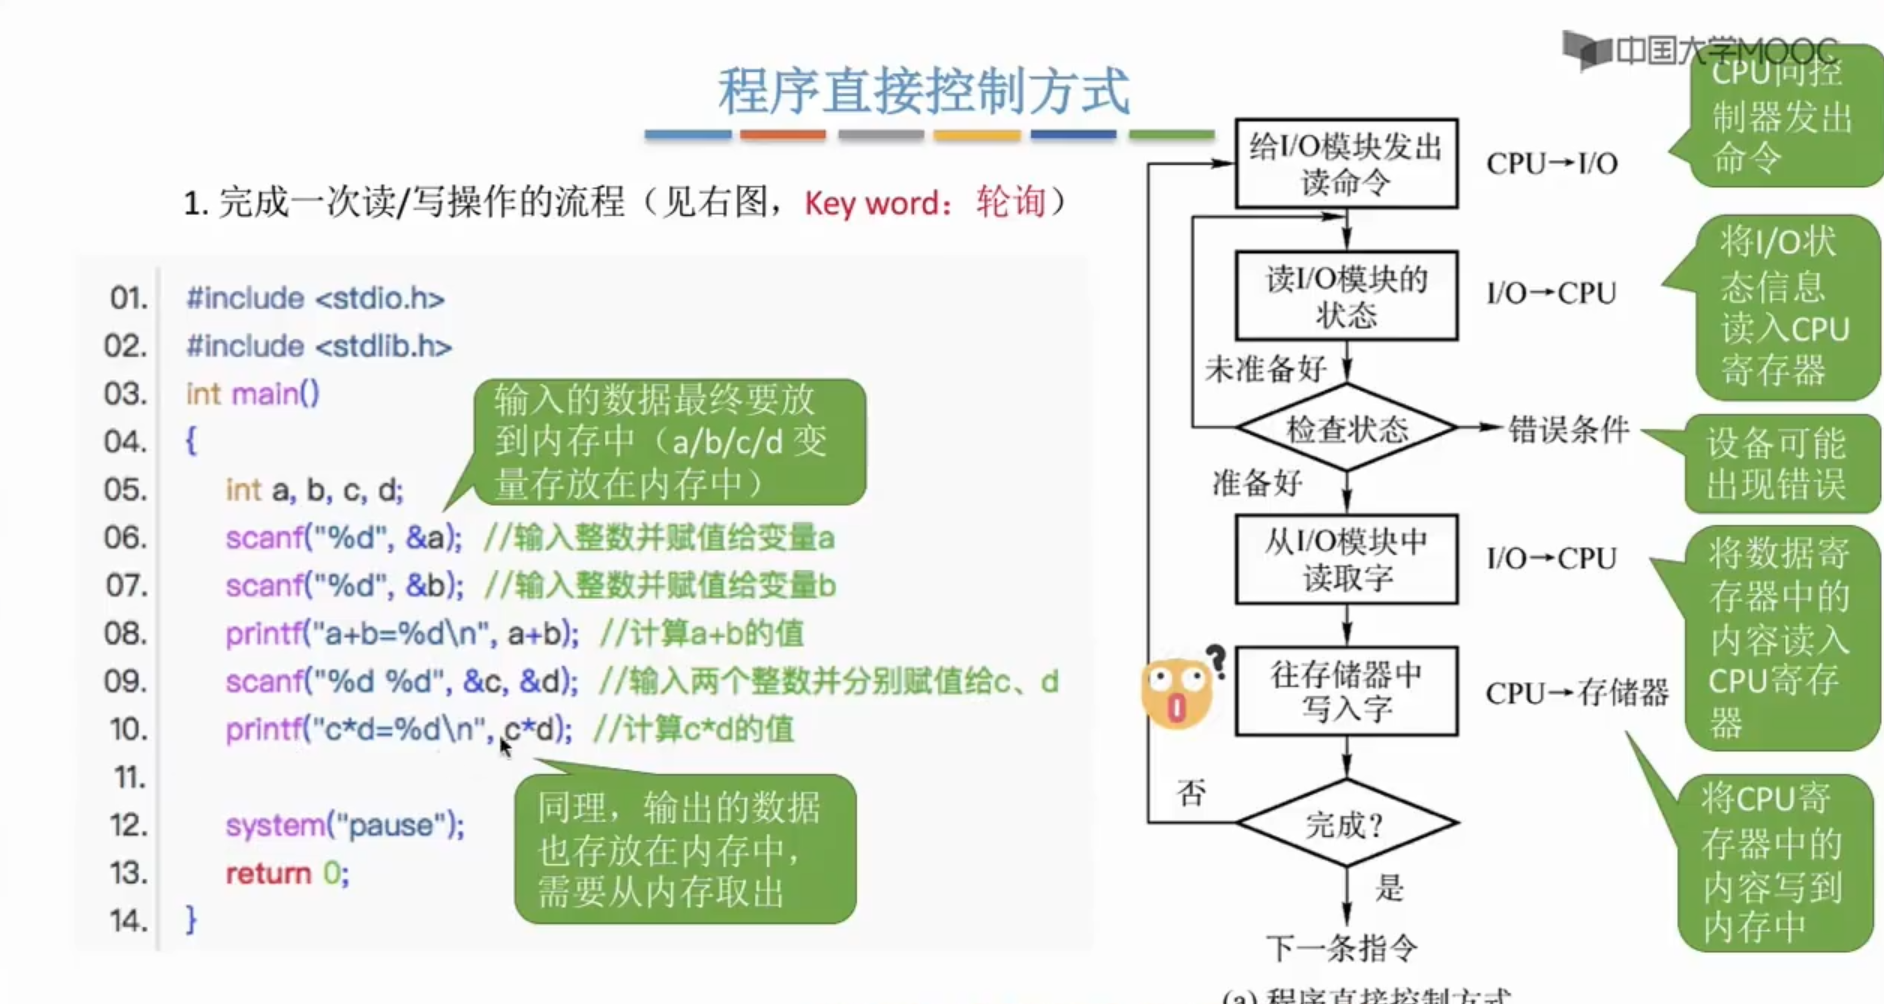 中国大学MOOC
程序直接控制方式
1. 完成一次读/写操作的流程（见右图，Key word：轮询）
01. #include <stdio.h>
02. #include <stdlib.h>
03. int main()
04. {
05. int a, b, c, d;
06. scanf("%d", &a); //输入整数并赋值给变量a
07. scanf("%d", &b); //输入整数并赋值给变量b
08. printf("a+b=%d\n", a+b); //计算a+b的值
09. scanf("%d %d", &c, &d); //输入两个整数并分别赋值给c、d
10. printf("c*d=%d\n", c*d); //计算c*d的值
11.
12. system("pause");
13. return 0;
14. }
输入的数据最终要放
到内存中（a/b/c/d 变
量存放在内存中）
同理，输出的数据
也存放在内存中，
需要从内存取出
给I/O模块发出
读命令
CPU→I/O
CPU向控
制器发出
命令
读I/O模块的
状态
I/O→CPU
将I/O状
态信息
读入CPU
寄存器
未准备好
检查状态
错误条件
设备可能
出现错误
准备好
从I/O模块中
读取字
I/O→CPU
将数据寄
存器中的
内容读入
CPU寄存
器
?
往存储器中
写入字
CPU→存储器
将CPU寄
存器中的
内容写到
内存中
否
完成?
是
下一条指令
(a) 程序直接控制方式